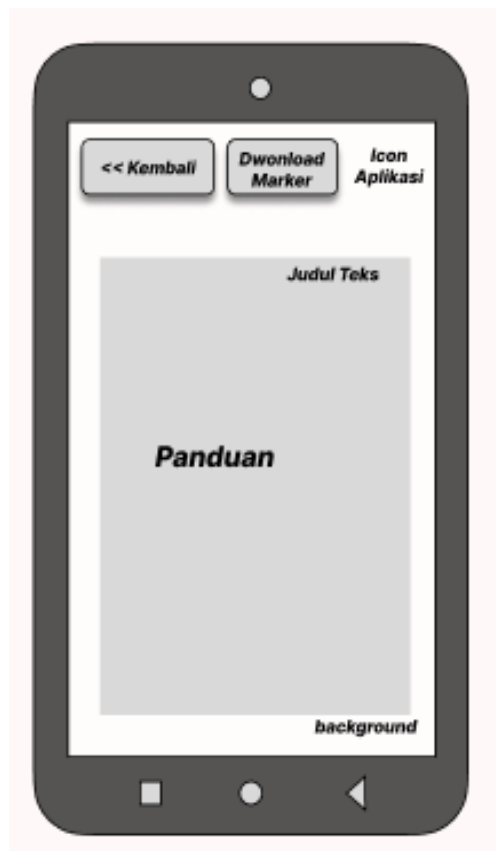 << Kembali
Dwonload
Marker
Icon
Aplikasi
Judul Teks
Panduan
background